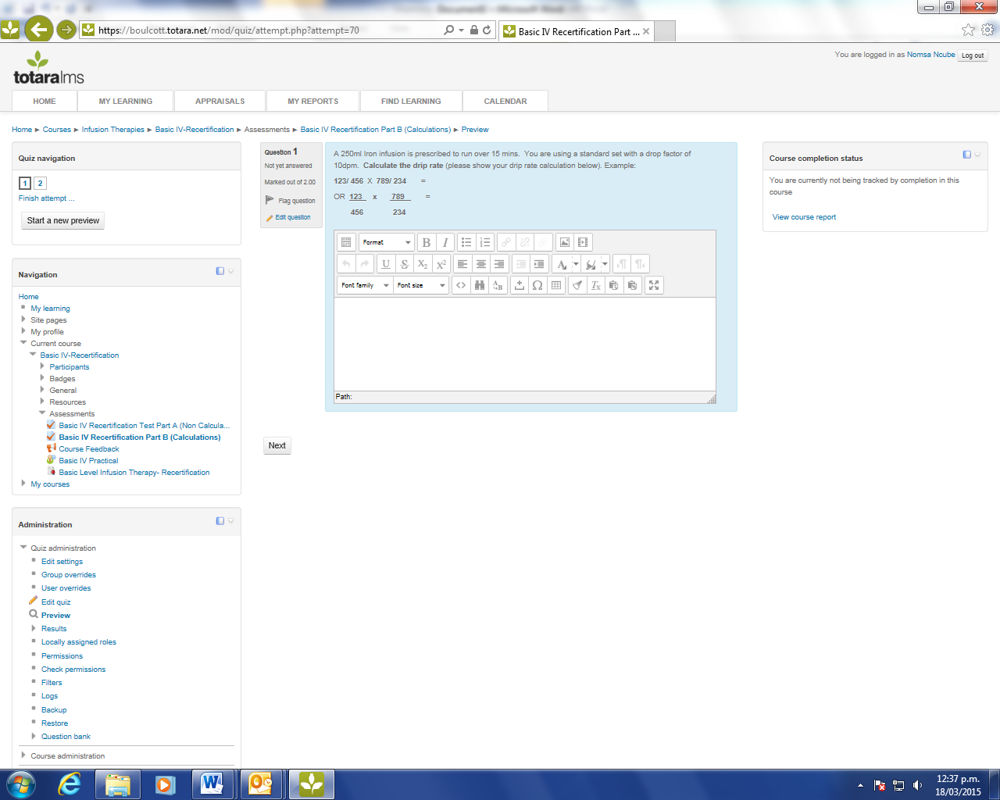 https://boulcott.totara.net/mod/quiz/attempt.php?attempt=70
Basic IV Recertification Part ...
totaralms
You are logged in as Nomsa Ncube
Log out
HOME
MY LEARNING
APPRAISALS
MY REPORTS
FIND LEARNING
CALENDAR
Home ► Courses ► Infusion Therapies ► Basic IV-Recertification ► Assessments ► Basic IV Recertification Part B (Calculations) ► Preview
Quiz navigation
1 2
Finish attempt ...
Start a new preview
Navigation
Home
My learning
Site pages
My profile
Current course
Basic IV-Recertification
Participants
Badges
General
Resources
Assessments
Basic IV Recertification Test Part A (Non Calcula...
Basic IV Recertification Part B (Calculations)
Course Feedback
Basic IV Practical
Basic Level Infusion Therapy- Recertification
My courses
Administration
Quiz administration
Edit settings
Group overrides
User overrides
Edit quiz
Preview
Results
Locally assigned roles
Permissions
Check permissions
Filters
Logs
Backup
Restore
Question bank
Course administration
Question 1
Not yet answered
Marked out of 2.00
Flag question
Edit question
A 250ml Iron infusion is prescribed to run over 15 mins. You are using a standard set with a drop factor of
10dpm. Calculate the drip rate (please show your drip rate calculation below). Example:
123/ 456 X 789/ 234 =
OR 123 x 789 =
456 234
Format
Font family
Font size
Path:
Next
Course completion status
You are currently not being tracked by completion in this
course
View course report
12:37 p.m.
18/03/2015